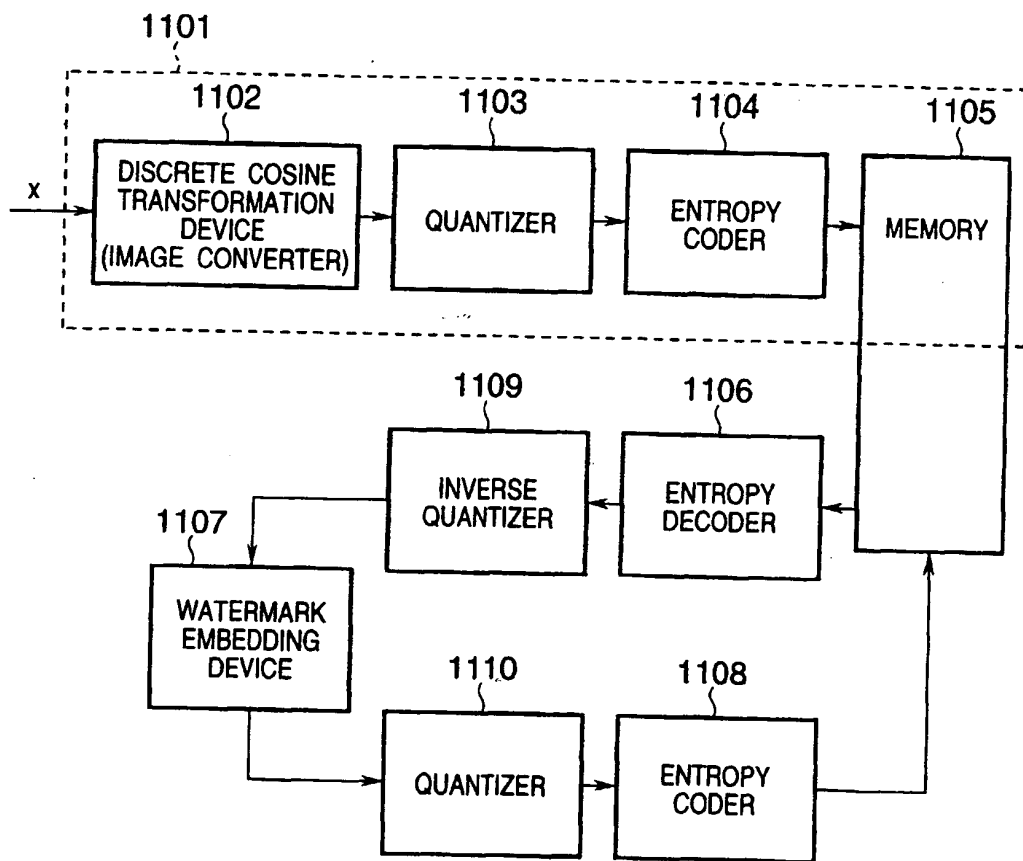 1101
1102
1103
1104
1105
x
DISCRETE COSINE
TRANSFORMATION
DEVICE
(IMAGE CONVERTER)
QUANTIZER
ENTROPY
CODER
MEMORY
1109
1106
INVERSE
QUANTIZER
ENTROPY
DECODER
1107
WATERMARK
EMBEDDING
DEVICE
1110
1108
QUANTIZER
ENTROPY
CODER